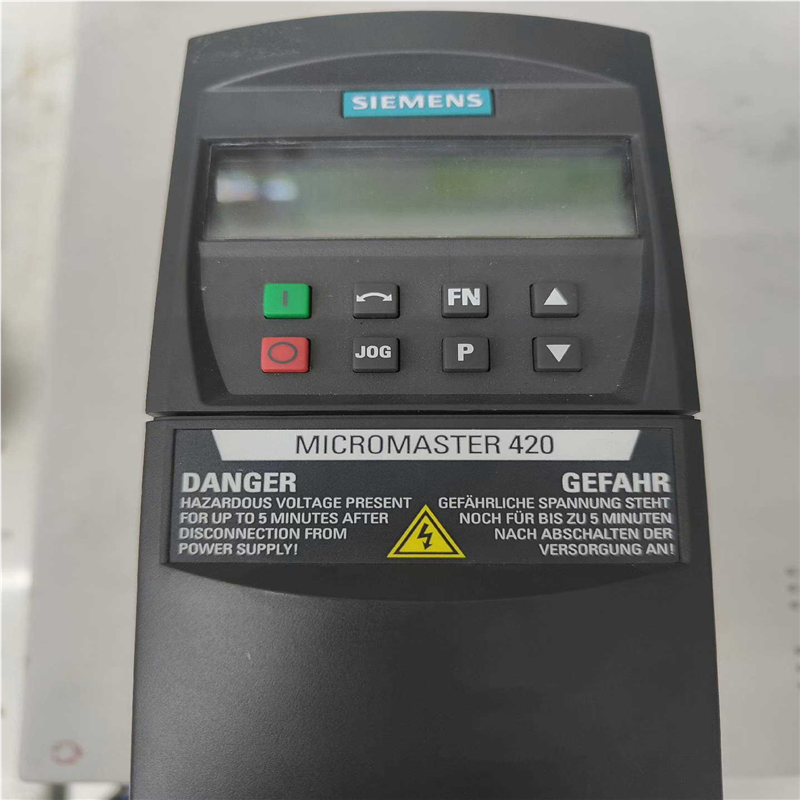 SIEMENS
I
FN
O
JOG
P
MICROMASTER 420
DANGER
HAZARDOUS VOLTAGE PRESENT
FOR UP TO 5 MINUTES AFTER
DISCONNECTION FROM
POWER SUPPLY!
GEFAHR
GEFÄHRLICHE SPANNUNG STEHT
NOCH FÜR BIS ZU 5 MINUTEN
NACH ABSCHALTEN DER
VERSORGUNG AN!